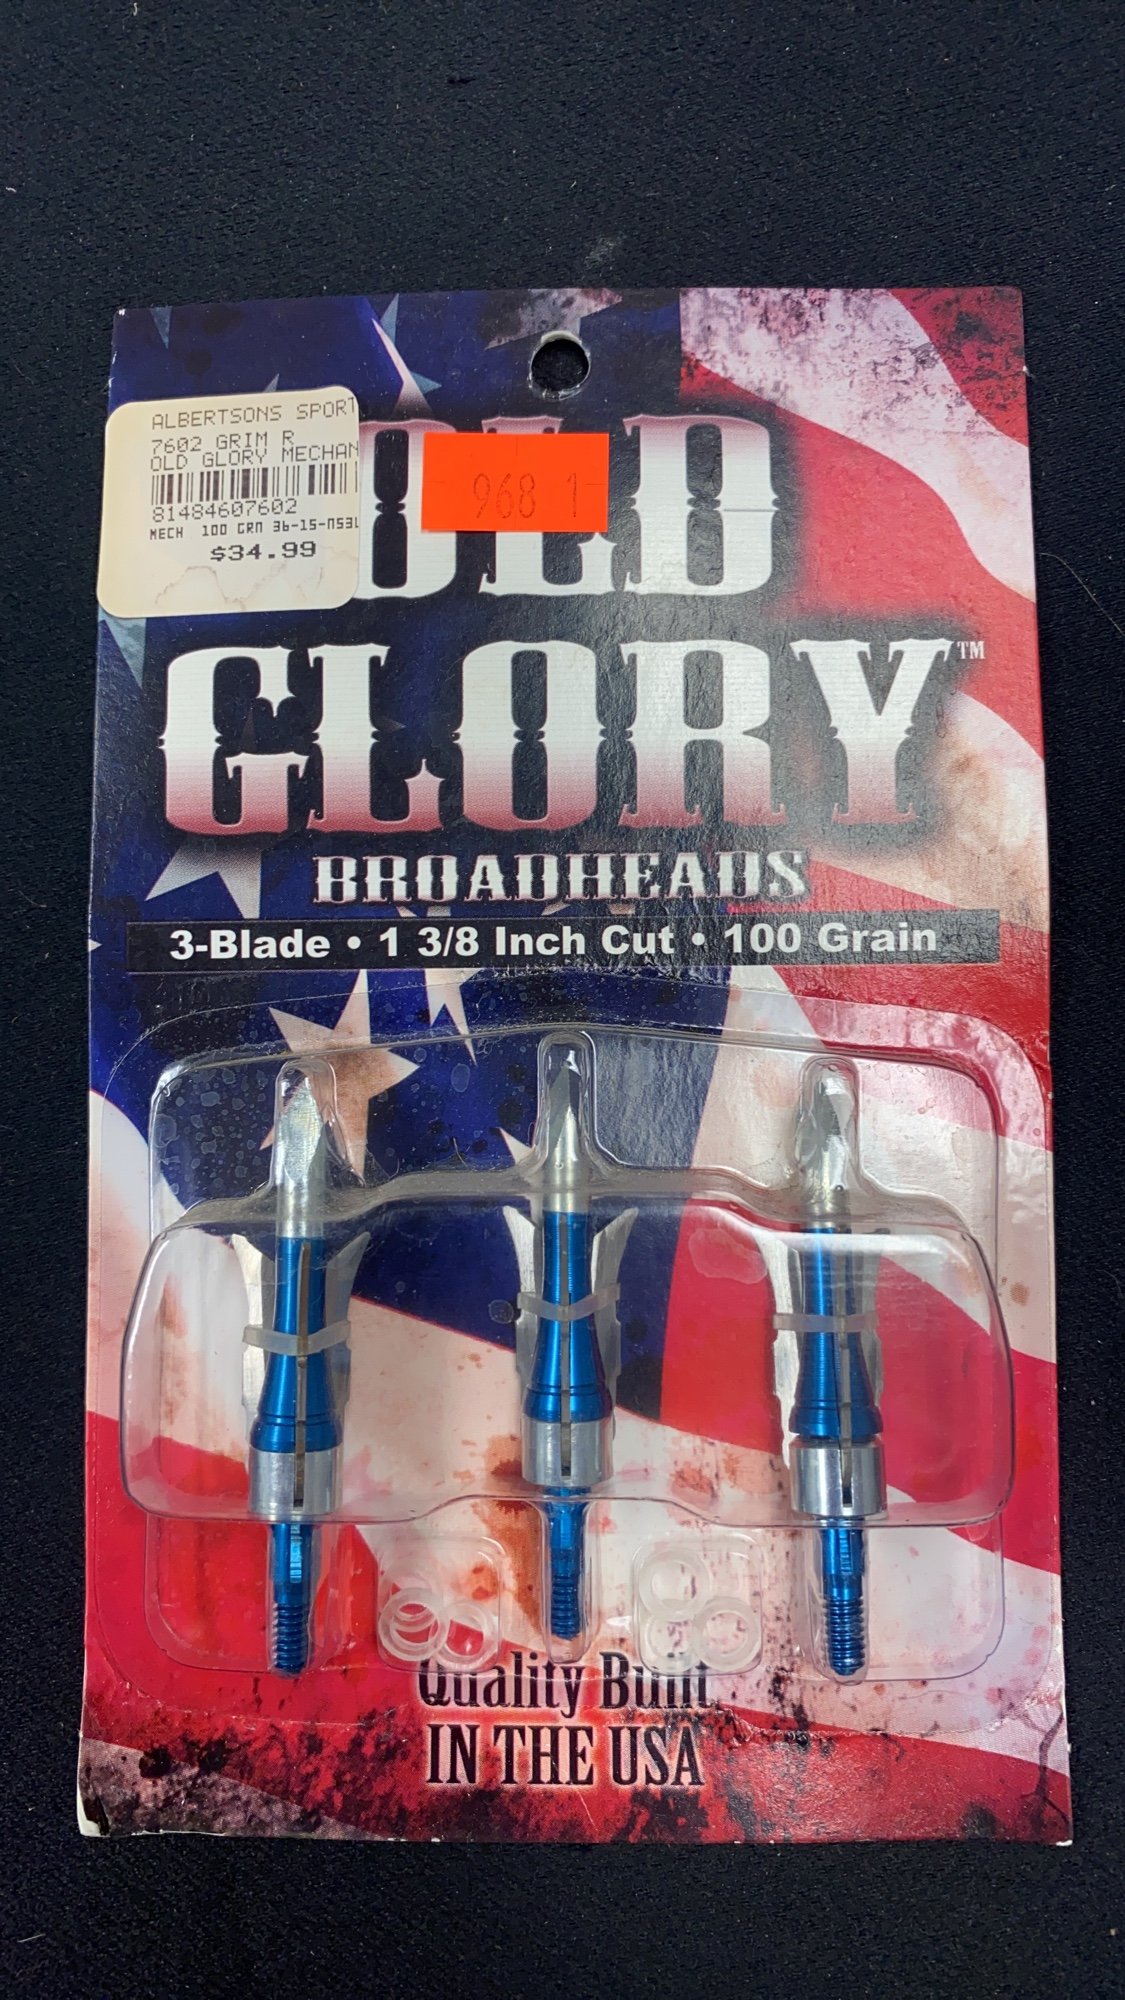 ALBERTSONS SPORT
7602 GRIM R
OLD GLORY MECHAN
81484607602
MECH 100 GRN 36-15-NS3L
$34.99
968 1
OLD
GLORY™
BROADHEADS
3-Blade • 1 3/8 Inch Cut • 100 Grain
Quality Built
IN THE USA